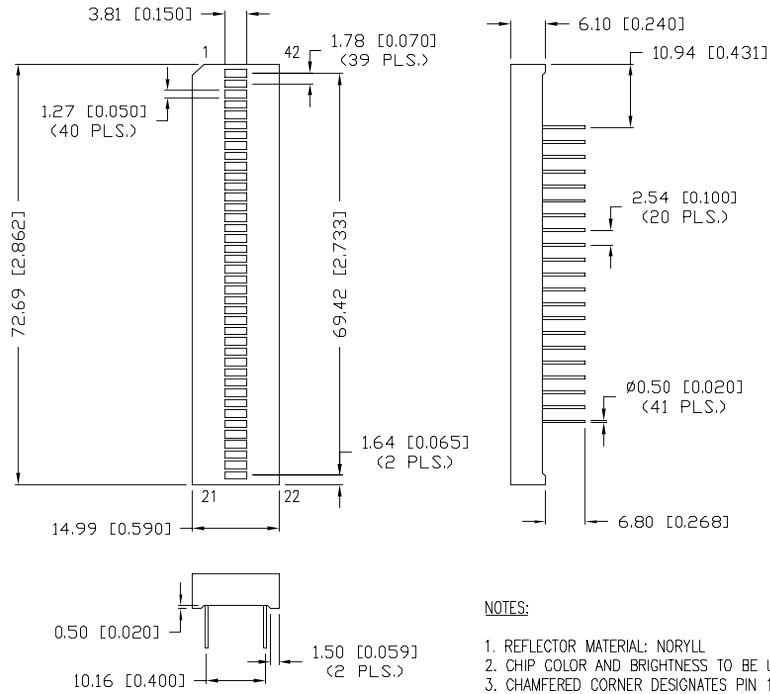 3.81 [0.150]
1
42
1.78 [0.070]
(39 PLS.)
1.27 [0.050]
(40 PLS.)
72.69 [2.862]
69.42 [2.733]
1.64 [0.065]
(2 PLS.)
21
22
14.99 [0.590]
6.10 [0.240]
10.94 [0.431]
2.54 [0.100]
(20 PLS.)
Ø0.50 [0.020]
(41 PLS.)
6.80 [0.268]
0.50 [0.020]
10.16 [0.400]
1.50 [0.059]
(2 PLS.)
NOTES:
1. REFLECTOR MATERIAL: NORYLL
2. CHIP COLOR AND BRIGHTNESS TO BE
3. CHAMFERED CORNER DESIGNATES PIN 1